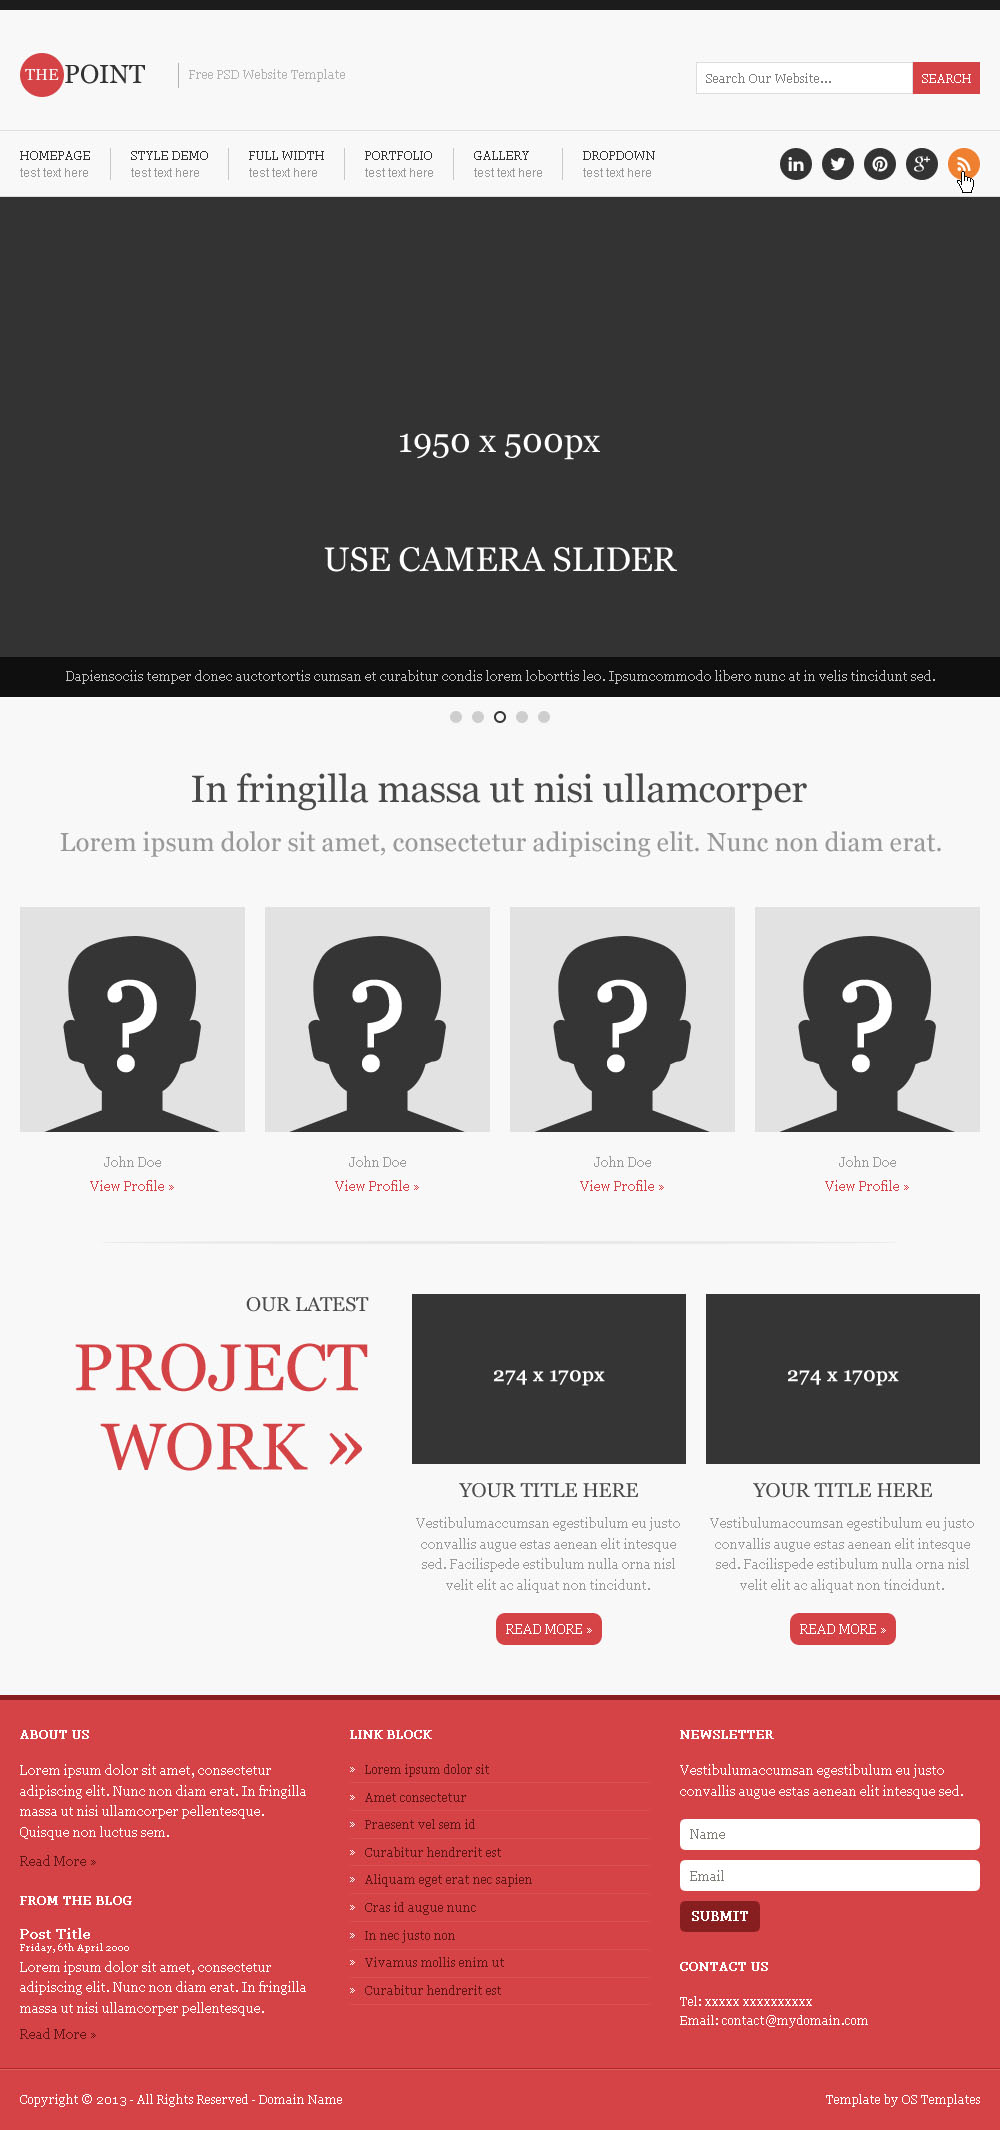 THE POINT
Free PSD Website Template
Search Our Website...
SEARCH
HOMEPAGE
test text here
STYLE DEMO
test text here
FULL WIDTH
test text here
PORTFOLIO
test text here
GALLERY
test text here
DROPDOWN
test text here
in
g+
1950 x 500px
USE CAMERA SLIDER
Dapiensociis temper donec auctortortis cumsan et curabitur condis lorem loborttis leo. Ipsumcommodo libero nunc at in velis tincidunt sed.
In fringilla massa ut nisi ullamcorper
Lorem ipsum dolor sit amet, consectetur adipiscing elit. Nunc non diam erat.
?
?
?
?
John Doe
View Profile »
John Doe
View Profile »
John Doe
View Profile »
John Doe
View Profile »
OUR LATEST
PROJECT
WORK »
274 x 170px
YOUR TITLE HERE
Vestibulumaccumsan egestibulum eu justo
convallis augue estas aenean elit intesque
sed. Facilispede estibulum nulla orna nisl
velit elit ac aliquat non tincidunt.
READ MORE »
274 x 170px
YOUR TITLE HERE
Vestibulumaccumsan egestibulum eu justo
convallis augue estas aenean elit intesque
sed. Facilispede estibulum nulla orna nisl
velit elit ac aliquat non tincidunt.
READ MORE »
ABOUT US
Lorem ipsum dolor sit amet, consectetur
adipiscing elit. Nunc non diam erat. In fringilla
massa ut nisi ullamcorper pellentesque.
Quisque non luctus sem.
Read More »
FROM THE BLOG
Post Title
Friday, 6th April 2000
Lorem ipsum dolor sit amet, consectetur
adipiscing elit. Nunc non diam erat. In fringilla
massa ut nisi ullamcorper pellentesque.
Read More »
LINK BLOCK
» Lorem ipsum dolor sit
» Amet consectetur
» Praesent vel sem id
» Curabitur hendrerit est
» Aliquam eget erat nec sapien
» Cras id augue nunc
» In nec justo non
» Vivamus mollis enim ut
» Curabitur hendrerit est
NEWSLETTER
Vestibulumaccumsan egestibulum eu justo
convallis augue estas aenean elit intesque sed.
Name
Email
SUBMIT
CONTACT US
Tel: xxxxx xxxxxxxxxx
Email: contact@mydomain.com
Copyright © 2013 - All Rights Reserved - Domain Name
Template by OS Templates